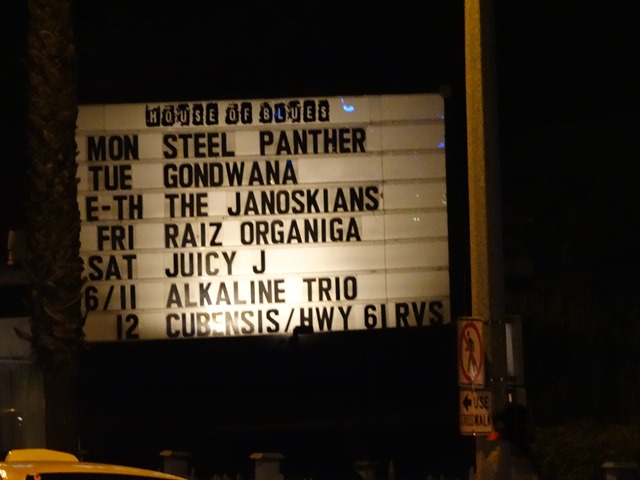 HOUSE OF BLUES
MON STEEL PANTHER
TUE GONDWANA
E-TH THE JANOSKIANS
FRI RAIZ ORGANIGA
SAT JUICY J
6/11 ALKALINE TRIO
12 CUBENSIS/HWY 61 RVS
USE